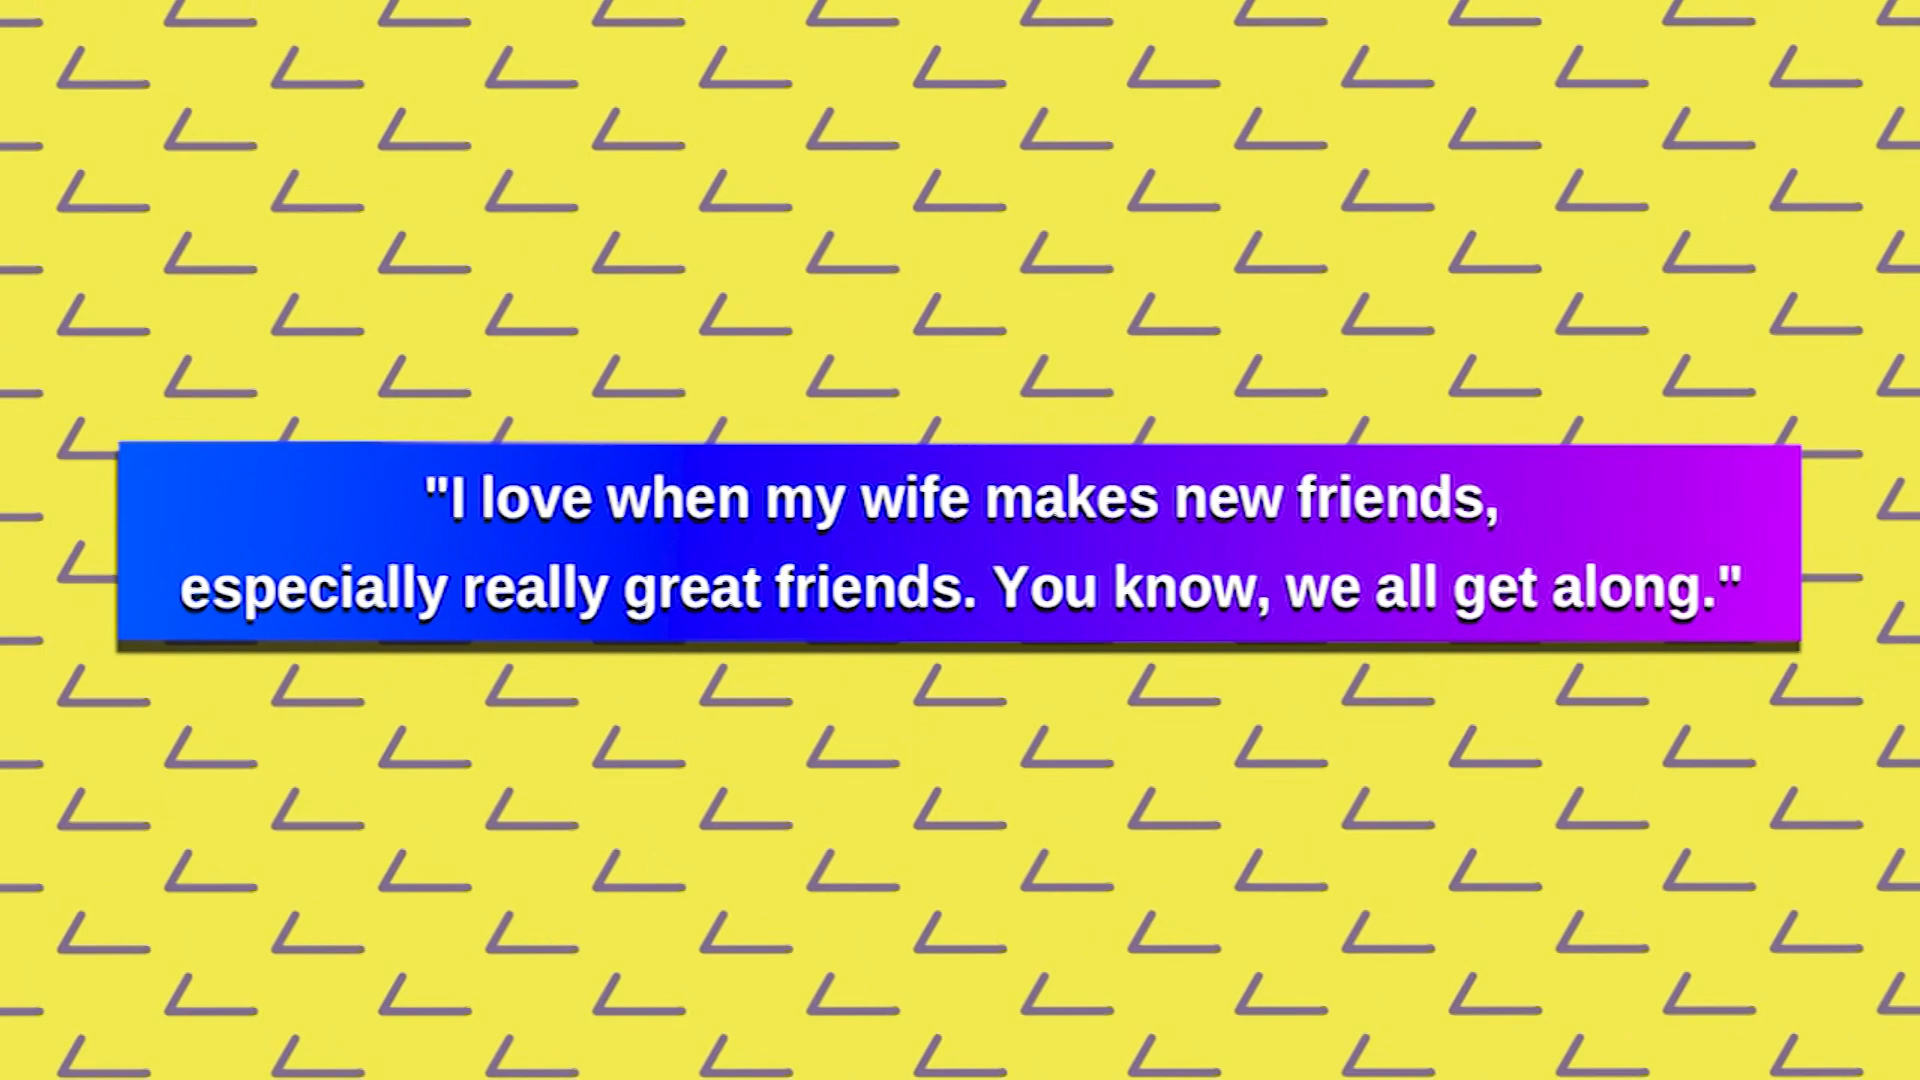 "I love when my wife makes new friends,
especially really great friends. You know, we all get along."